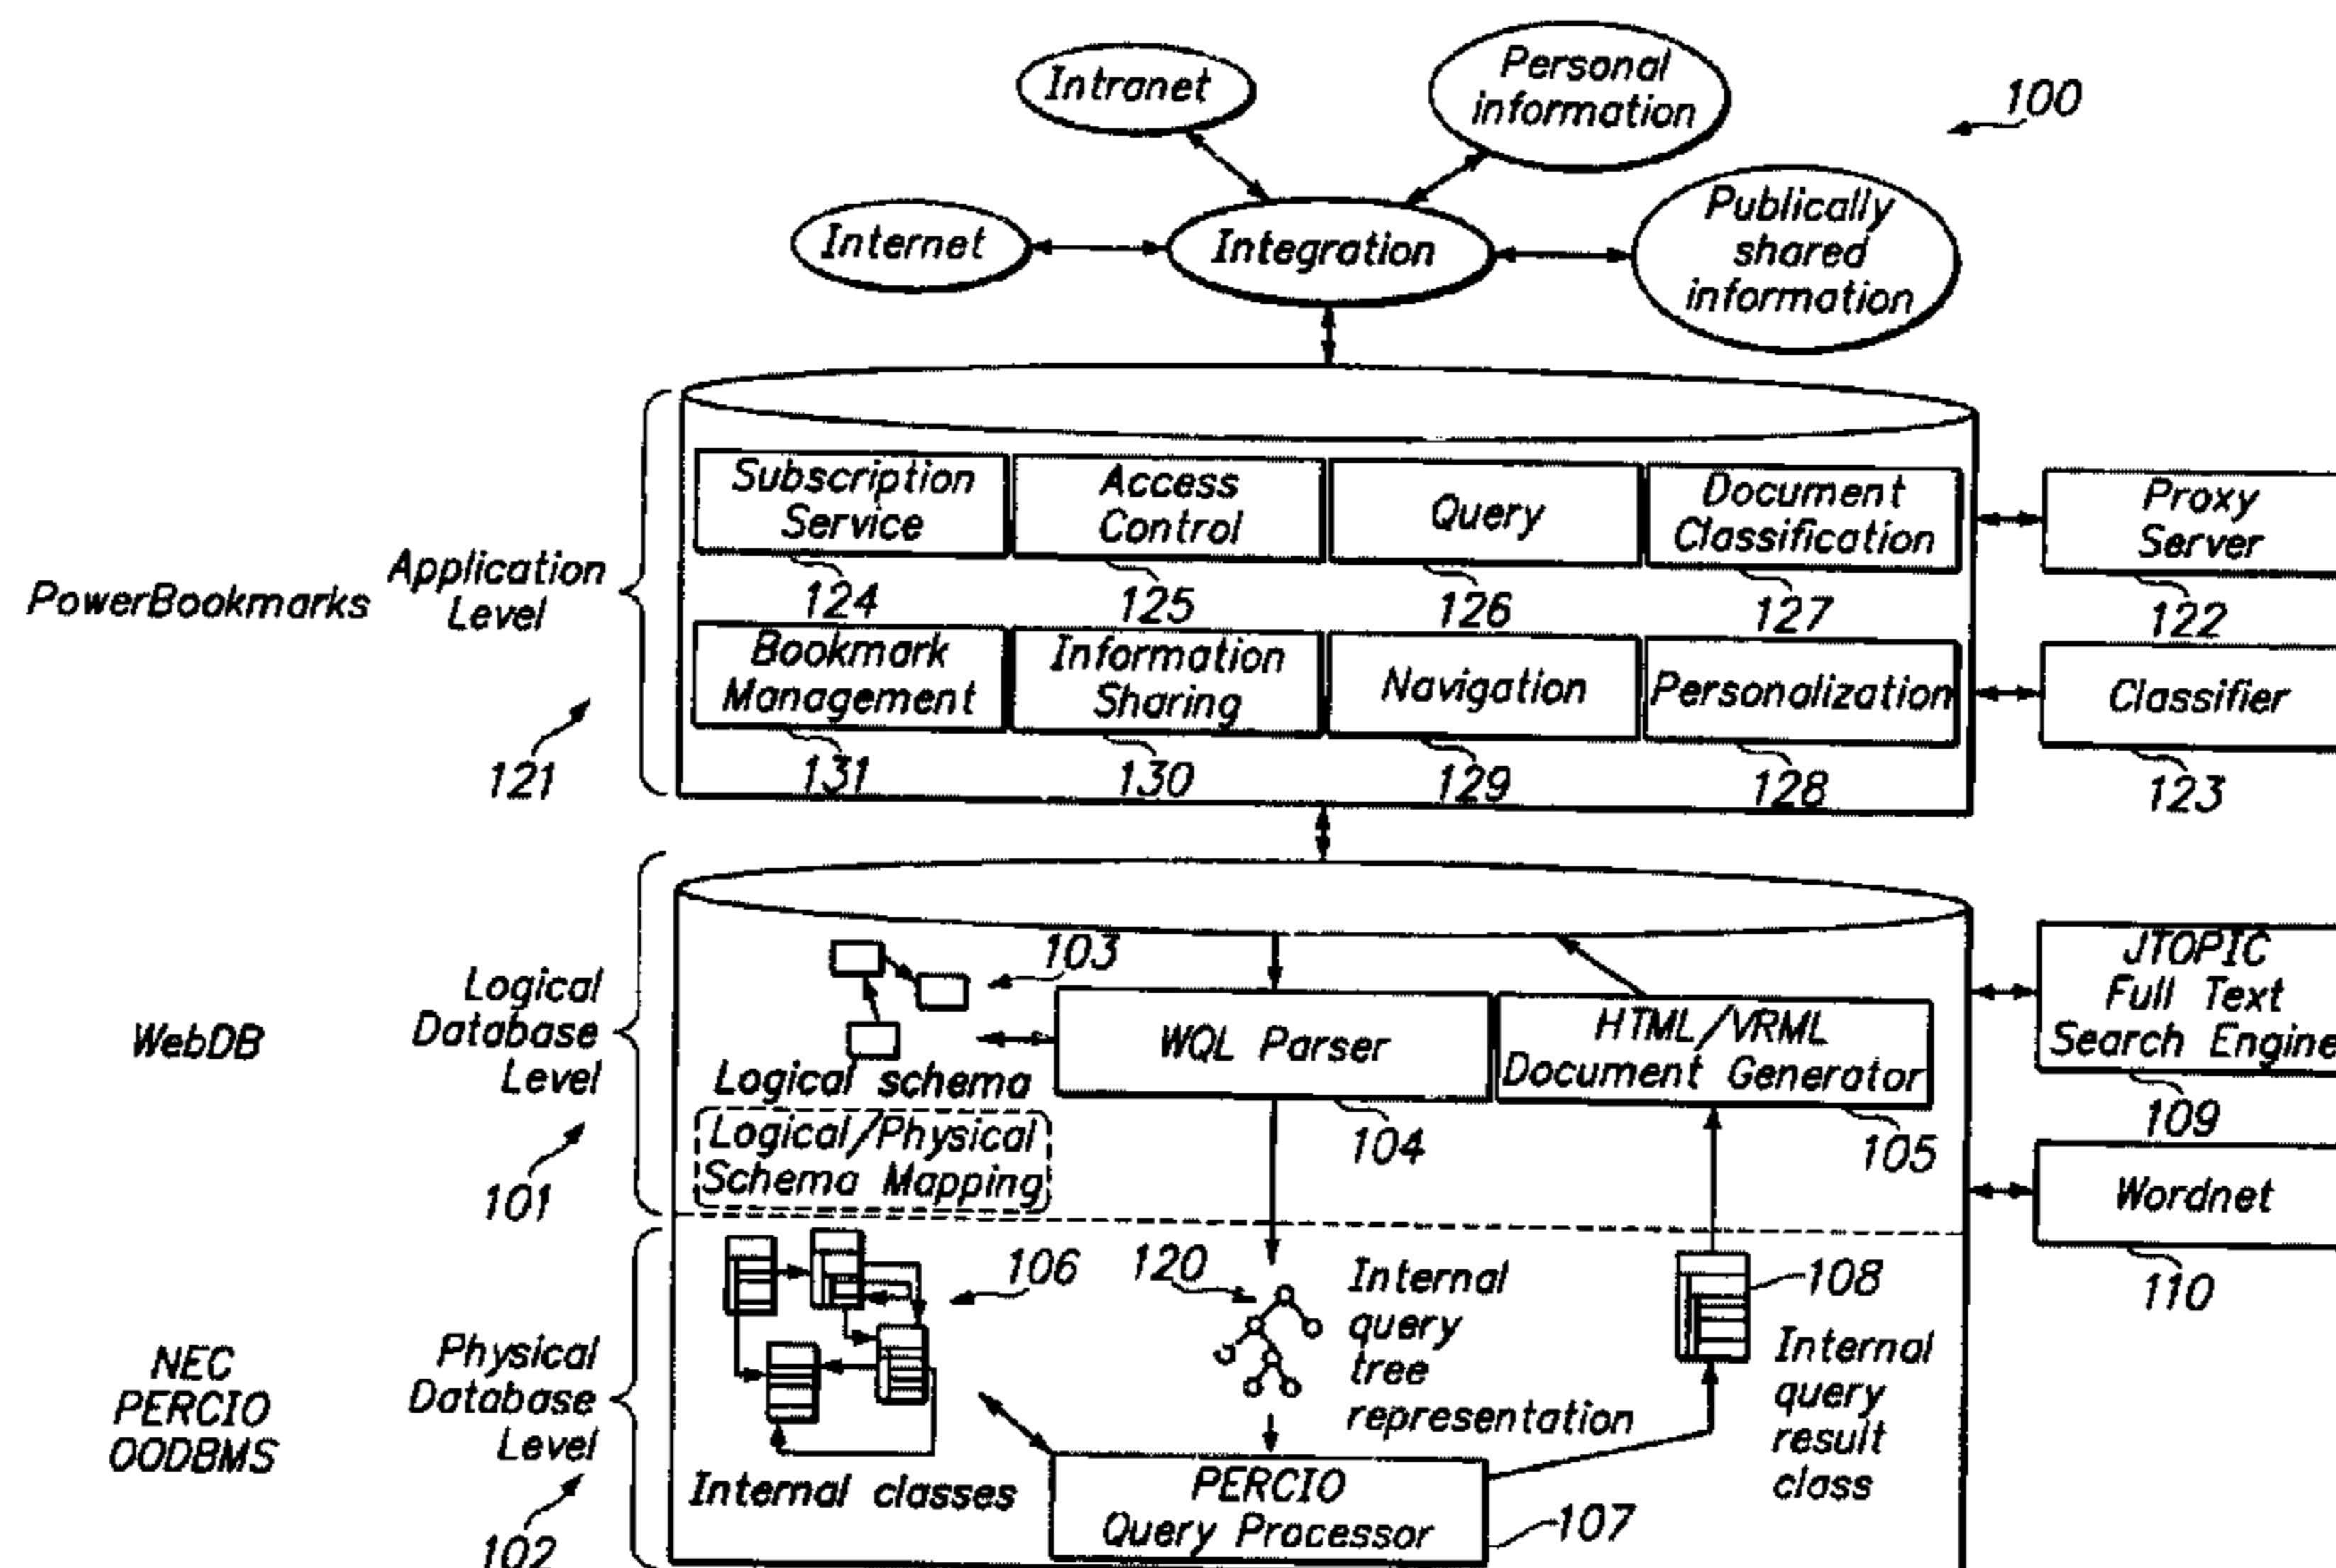 Intranet
Personal
information
100
Internet
Integration
Publically
shared
information
PowerBookmarks
Application
Level
121
Subscription
Service
124
Access
Control
125
Query
126
Document
Classification
127
Proxy
Server
122
Bookmark
Management
131
Information
Sharing
130
Navigation
129
Personalization
128
Classifier
123
WebDB
Logical
Database
Level
101
103
Logical schema
Logical/Physical
Schema Mapping
WQL Parser
104
HTML/VRML
Document Generator
105
JTOPIC
Full Text
Search Engine
109
Wordnet
110
NEC
PERCIO
OODBMS
Physical
Database
Level
102
106
Internal classes
120
Internal
query
tree
representation
108
Internal
query
result
class
PERCIO
Query Processor
107